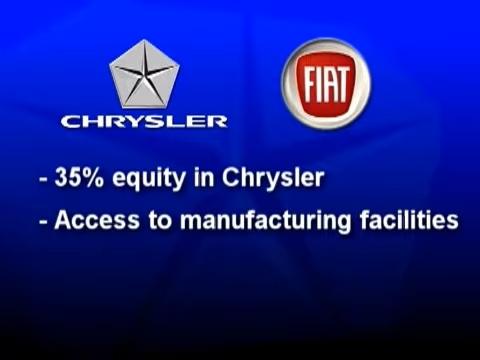 CHRYSLER
FIAT
- 35% equity in Chrysler
- Access to manufacturing facilities